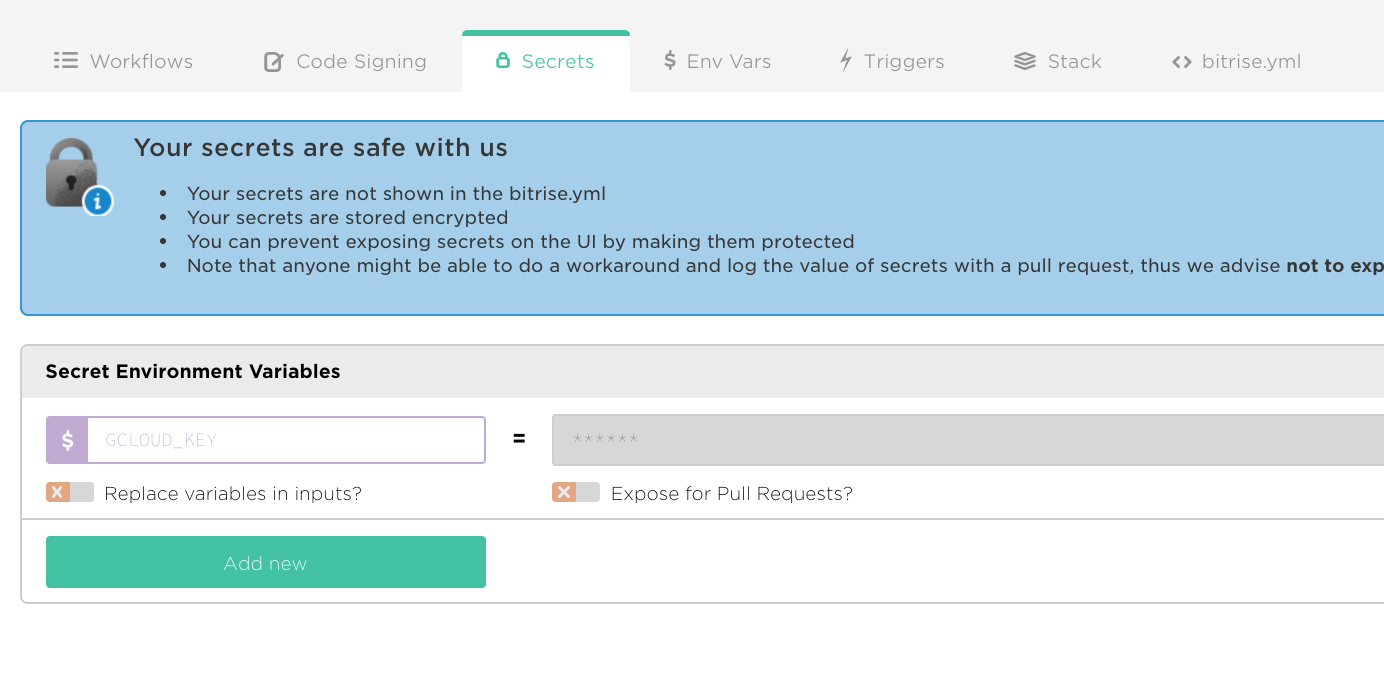 Workflows Code Signing Secrets $ Env Vars Triggers Stack <> bitrise.yml
Your secrets are safe with us
• Your secrets are not shown in the bitrise.yml
• Your secrets are stored encrypted
• You can prevent exposing secrets on the UI by making them protected
• Note that anyone might be able to do a workaround and log the value of secrets with a pull request, thus we advise not to exp
Secret Environment Variables
$ GCLOUD_KEY = ******
Replace variables in inputs? Expose for Pull Requests?
Add new